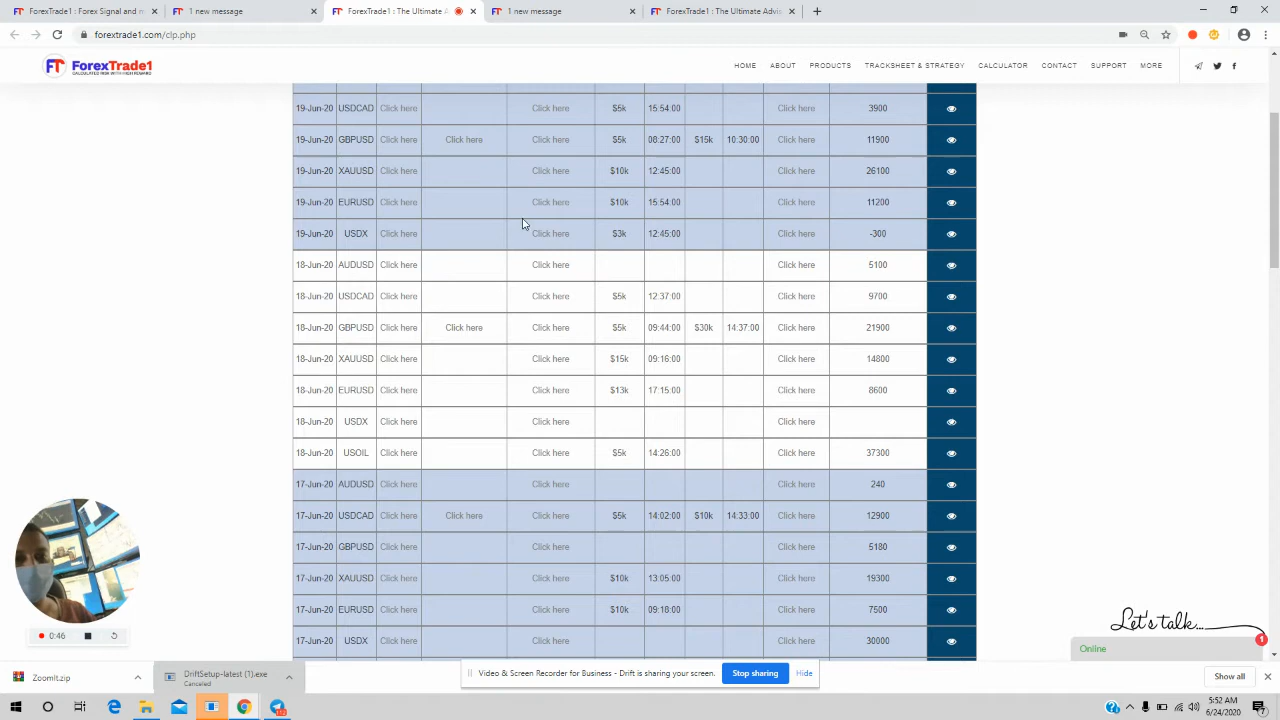 ForexTrade1 : Forex Signal and n
1 new message
ForexTrade1 : The Ultimate A
1 new message
ForexTrade1 : The Ultimate Advi
forextrade1.com/clp.php
FT ForexTrade1
CALCULATED RISK WITH HIGH REWARD
HOME ABOUT PRODUCTS TRACKSHEET & STRATEGY CALCULATOR CONTACT SUPPORT MORE
19-Jun-20 USDCAD Click here Click here $5k 15:54:00 Click here 3900
19-Jun-20 GBPUSD Click here Click here Click here $5k 08:27:00 $15k 10:30:00 Click here 11900
19-Jun-20 XAUUSD Click here Click here $10k 12:45:00 Click here 26100
19-Jun-20 EURUSD Click here Click here $10k 15:54:00 Click here 11200
19-Jun-20 USDX Click here Click here $3k 12:45:00 Click here -300
18-Jun-20 AUDUSD Click here Click here Click here 5100
18-Jun-20 USDCAD Click here Click here $5k 12:37:00 Click here 9700
18-Jun-20 GBPUSD Click here Click here Click here $5k 09:44:00 $30k 14:37:00 Click here 21900
18-Jun-20 XAUUSD Click here Click here $15k 09:16:00 Click here 14800
18-Jun-20 EURUSD Click here Click here $13k 17:15:00 Click here 8600
18-Jun-20 USDX Click here Click here Click here
18-Jun-20 USOIL Click here Click here $5k 14:26:00 Click here 37300
17-Jun-20 AUDUSD Click here Click here Click here 240
17-Jun-20 USDCAD Click here Click here Click here $5k 14:02:00 $10k 14:33:00 Click here 12900
17-Jun-20 GBPUSD Click here Click here Click here 5180
17-Jun-20 XAUUSD Click here Click here $10k 13:05:00 Click here 19300
17-Jun-20 EURUSD Click here Click here $10k 09:18:00 Click here 7500
17-Jun-20 USDX Click here Click here Click here 30000
Let's talk...
1
Online
0:46
ZoomIt.zip
DriftSetup-latest (1).exe
Canceled
Video & Screen Recorder for Business - Drift is sharing your screen.
Stop sharing
Hide
Show all
5:52 AM
6/24/2020